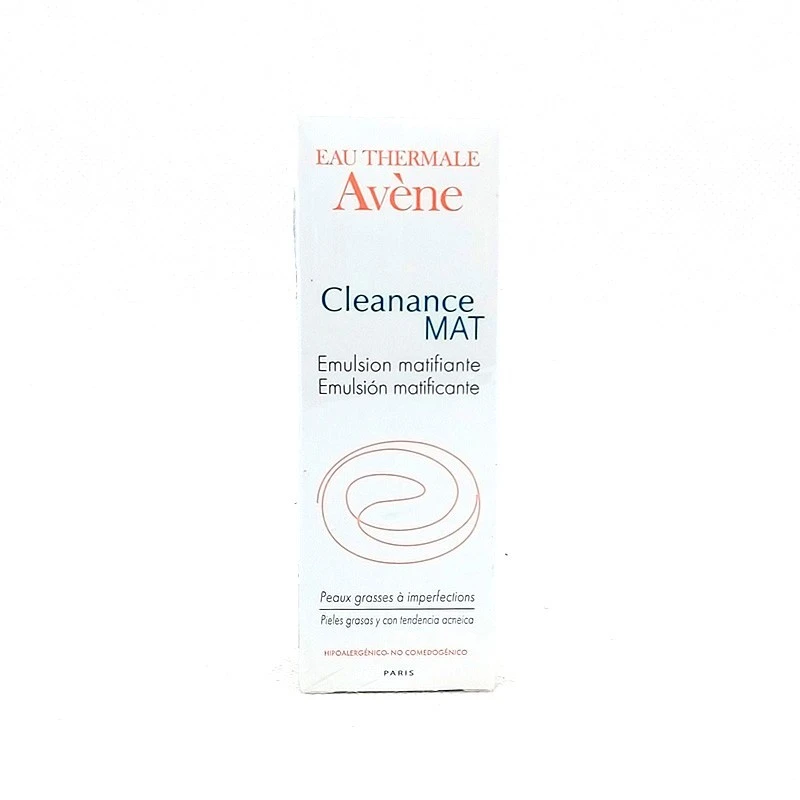 EAU THERMALE
Avène
Cleanance
MAT
Emulsion matifiante
Emulsión matificante
Peaux grasses à imperfections
Pieles grasas y con tendencia acneica
HIPOALERGÉNICO-NO COMEDOGÉNICO
PARIS